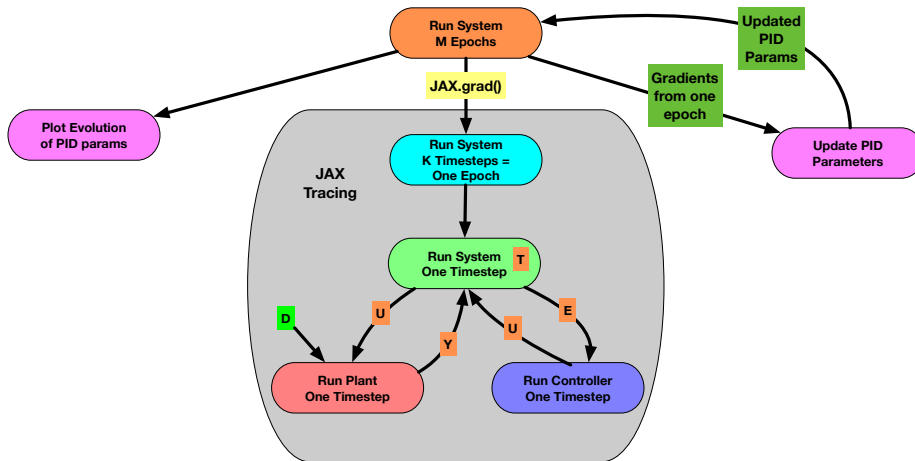 Run System
M Epochs
Updated
PID
Params
JAX.grad()
Gradients
from one
epoch
Plot Evolution
of PID params
Run System
K Timesteps =
One Epoch
Update PID
Parameters
JAX
Tracing
Run System
One Timestep
T
D
U
Y
U
E
Run Plant
One Timestep
Run Controller
One Timestep